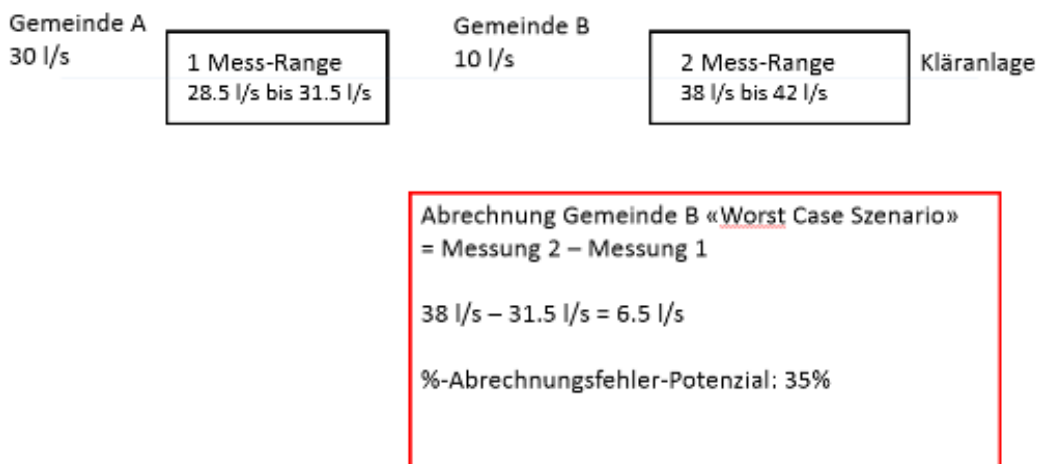 Gemeinde A
30 l/s
1 Mess-Range
28.5 l/s bis 31.5 l/s
Gemeinde B
10 l/s
2 Mess-Range
38 l/s bis 42 l/s
Kläranlage
Abrechnung Gemeinde B «Worst Case Szenario»
= Messung 2 – Messung 1
38 l/s – 31.5 l/s = 6.5 l/s
%-Abrechnungsfehler-Potenzial: 35%